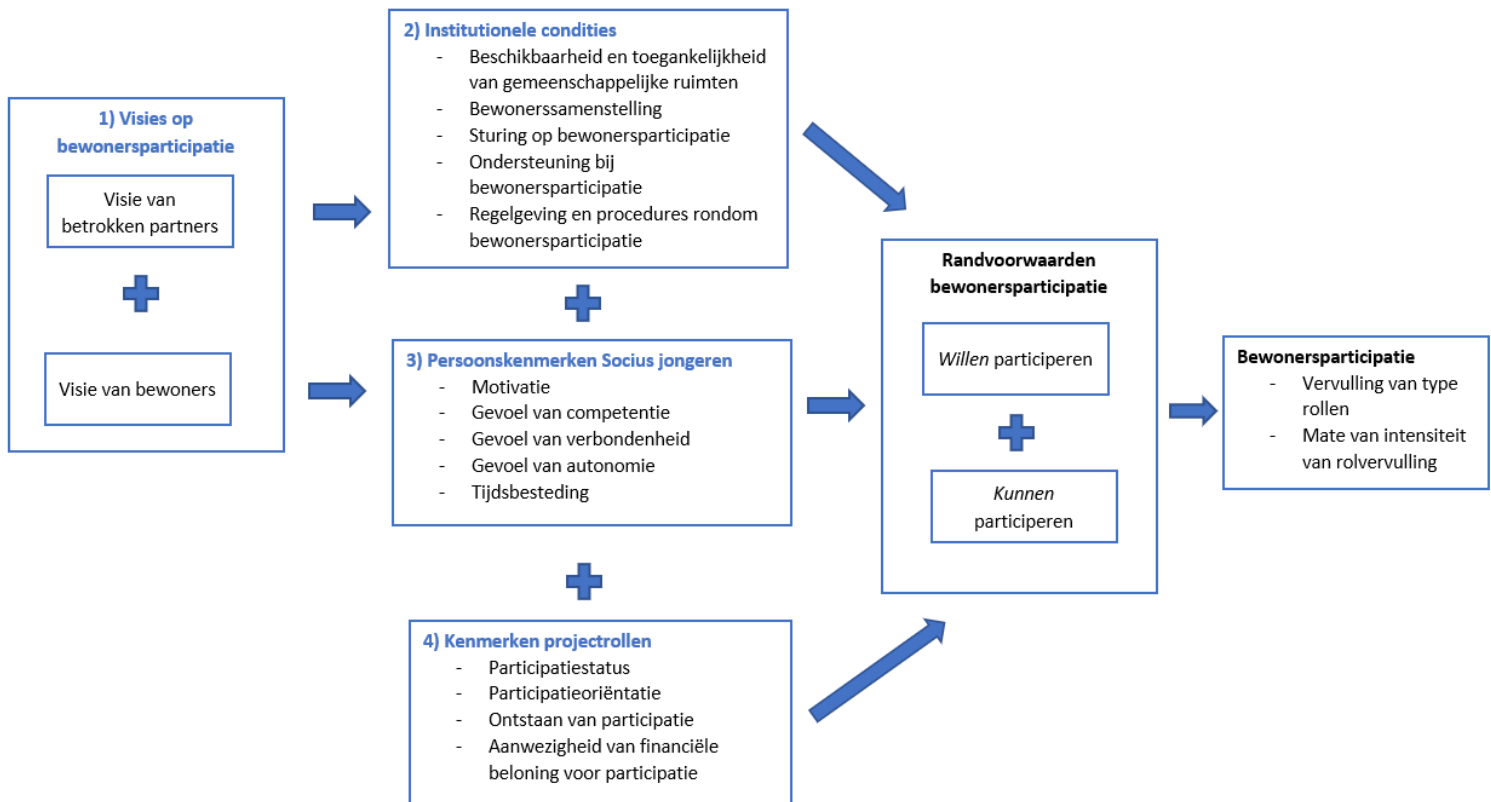 1) Visies op
bewonersparticipatie
Visie van
betrokken partners
Visie van bewoners
2) Institutionele condities
- Beschikbaarheid en toegankelijkheid
van gemeenschappelijke ruimten
- Bewonerssamenstelling
- Sturing op bewonersparticipatie
- Ondersteuning bij
bewonersparticipatie
- Regelgeving en procedures rondom
bewonersparticipatie
3) Persoonskenmerken Socius jongeren
- Motivatie
- Gevoel van competentie
- Gevoel van verbondenheid
- Gevoel van autonomie
- Tijdsbesteding
4) Kenmerken projectrollen
- Participatiestatus
- Participatieoriëntatie
- Ontstaan van participatie
- Aanwezigheid van financiële
beloning voor participatie
Randvoorwaarden
bewonersparticipatie
Willen participeren
Kunnen
participeren
Bewonersparticipatie
- Vervulling van type
rollen
- Mate van intensiteit
van rolvervulling